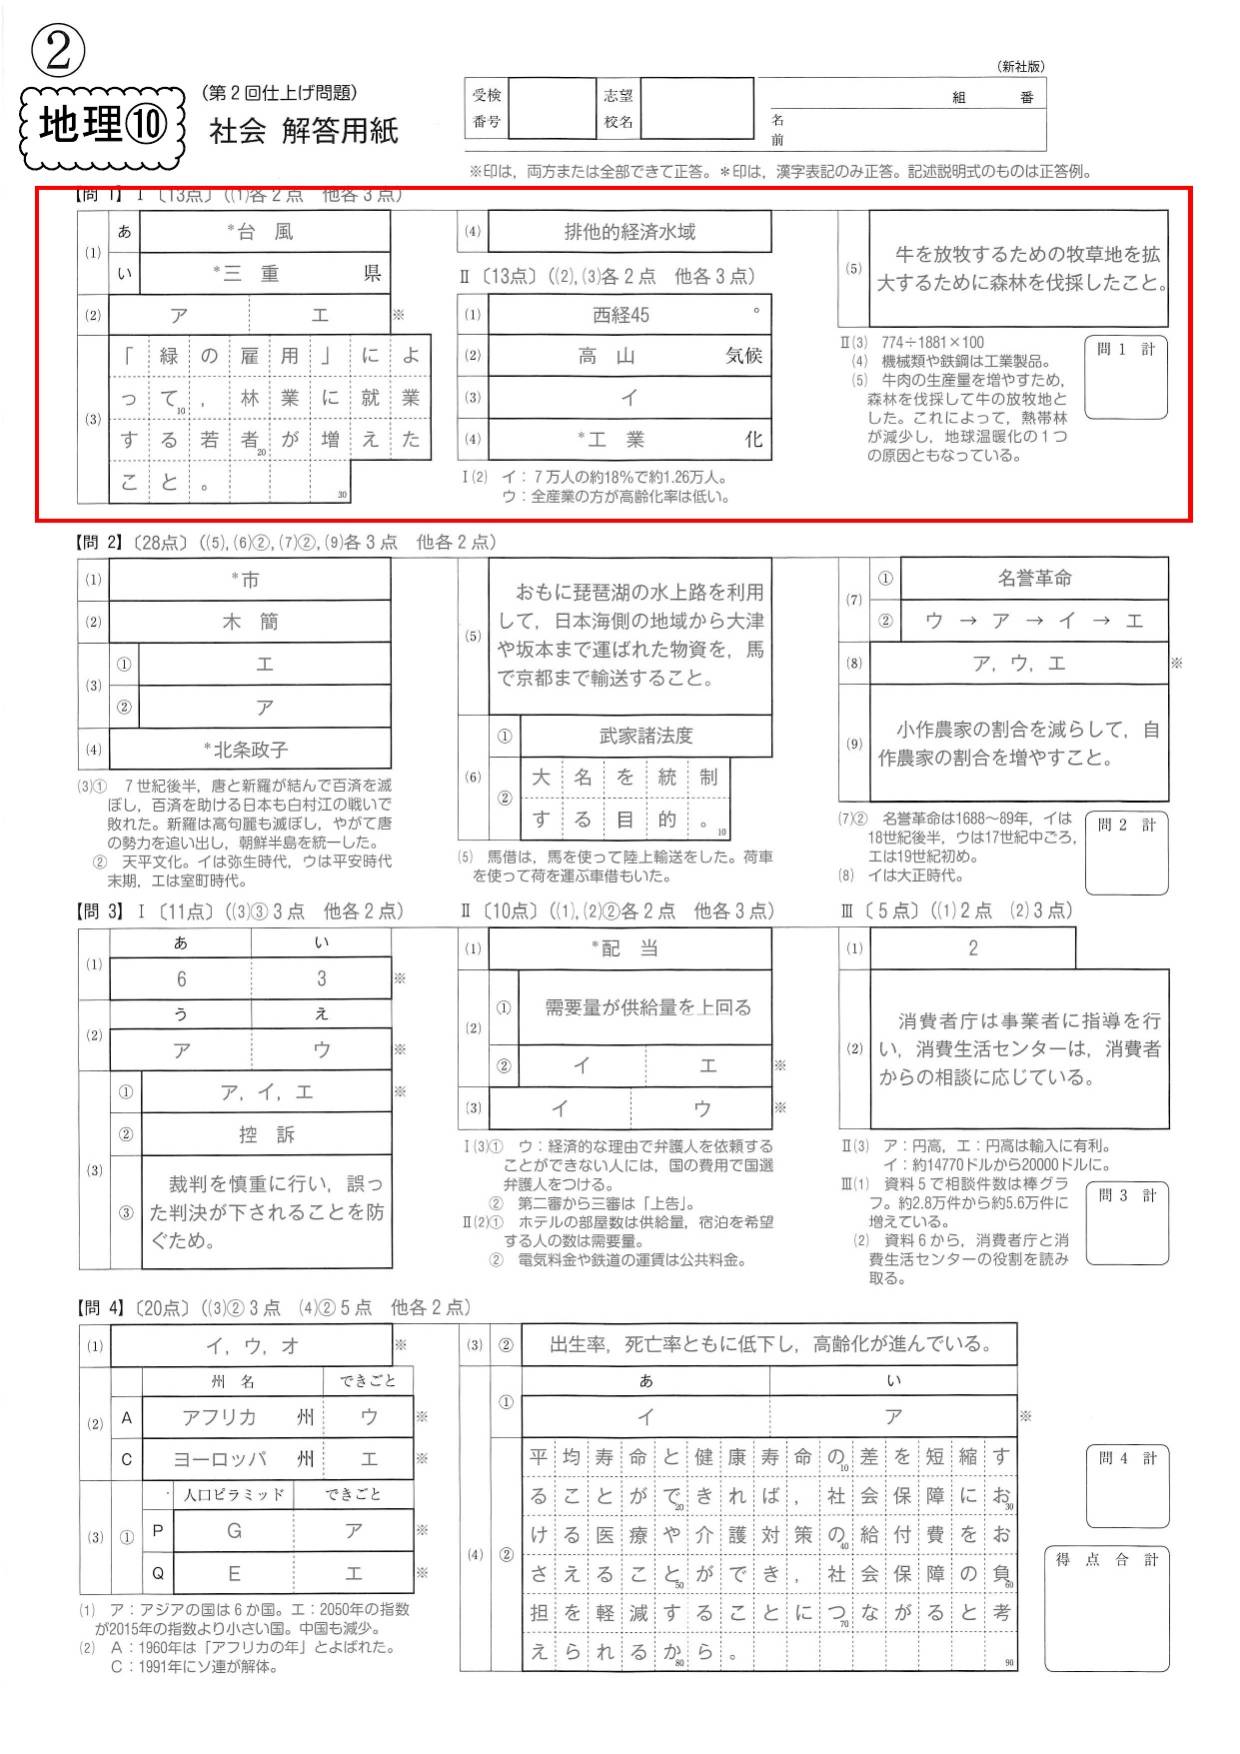 ②
地理⑩
(第2回仕上げ問題)
社会 解答用紙
(新社版)
受検番号
志望校名
組 番
名前
※印は，両方または全部できて正答。＊印は，漢字表記のみ正答。記述説明式のものは正答例。
【問 1】Ⅰ〔13点〕((1)各2点 他各3点)
(1) あ *台 風
い *三 重 県
(2) ア エ ※
(3) 「緑の雇用」によ
って，林業に就業
する若者が増えた
こと。
10 20 30
(4) 排他的経済水域
Ⅱ〔13点〕((2),(3)各2点 他各3点)
(1) 西経45 °
(2) 高 山 気候
(3) イ
(4) *工 業 化
Ⅰ(2) イ：7万人の約18%で約1.26万人。
ウ：全産業の方が高齢化率は低い。
(5) 牛を放牧するための牧草地を拡
大するために森林を伐採したこと。
Ⅱ(3) 774÷1881×100
(4) 機械類や鉄鋼は工業製品。
(5) 牛肉の生産量を増やすため，
森林を伐採して牛の放牧地と
した。これによって，熱帯林
が減少し，地球温暖化の1つ
の原因ともなっている。
問 1 計
【問 2】〔28点〕((5),(6)②,(7)②,(9)各3点 他各2点)
(1) *市
(2) 木 簡
(3) ① エ
② ア
(4) *北条政子
(3)① 7世紀後半，唐と新羅が結んで百済を滅
ぼし，百済を助ける日本も白村江の戦いで
敗れた。新羅は高句麗も滅ぼし，やがて唐
の勢力を追い出し，朝鮮半島を統一した。
② 天平文化。イは弥生時代，ウは平安時代
末期，エは室町時代。
(5) おもに琵琶湖の水上路を利用
して，日本海側の地域から大津
や坂本まで運ばれた物資を，馬
で京都まで輸送すること。
(6) ① 武家諸法度
② 大名を統制
する目的。
10
(5) 馬借は，馬を使って陸上輸送をした。荷車
を使って荷を運ぶ車借もいた。
(7) ① 名誉革命
② ウ → ア → イ → エ
(8) ア，ウ，エ ※
(9) 小作農家の割合を減らして，自
作農家の割合を増やすこと。
(7)② 名誉革命は1688～89年，イは
18世紀後半，ウは17世紀中ごろ，
エは19世紀初め。
(8) イは大正時代。
問 2 計
【問 3】Ⅰ〔11点〕((3)③3点 他各2点)
(1) あ い
6 3 ※
(2) う え
ア ウ ※
(3) ① ア，イ，エ ※
② 控 訴
③ 裁判を慎重に行い，誤っ
た判決が下されることを防
ぐため。
Ⅱ〔10点〕((1),(2)②各2点 他各3点)
(1) *配 当
(2) ① 需要量が供給量を上回る
② イ エ ※
(3) イ ウ ※
Ⅰ(3)① ウ：経済的な理由で弁護人を依頼する
ことができない人には，国の費用で国選
弁護人をつける。
② 第二審から三審は「上告」。
Ⅱ(2)① ホテルの部屋数は供給量，宿泊を希望
する人の数は需要量。
② 電気料金や鉄道の運賃は公共料金。
Ⅲ〔5点〕((1)2点 (2)3点)
(1) 2
(2) 消費者庁は事業者に指導を行
い，消費生活センターは，消費者
からの相談に応じている。
Ⅱ(3) ア：円高，エ：円高は輸入に有利。
イ：約14770ドルから20000ドルに。
Ⅲ(1) 資料5で相談件数は棒グラ
フ。約2.8万件から約5.6万件に
増えている。
(2) 資料6から，消費者庁と消
費生活センターの役割を読み
取る。
問 3 計
【問 4】〔20点〕((3)②3点 (4)②5点 他各2点)
(1) イ，ウ，オ ※
(2) 州 名 できごと
A アフリカ 州 ウ ※
C ヨーロッパ 州 エ ※
(3) ① 人口ピラミッド できごと
P G ア ※
Q E エ ※
(1) ア：アジアの国は6か国。エ：2050年の指数
が2015年の指数より小さい国。中国も減少。
(2) A：1960年は「アフリカの年」とよばれた。
C：1991年にソ連が解体。
(3) ② 出生率，死亡率ともに低下し，高齢化が進んでいる。
(4) ① あ い
イ ア ※
② 平均寿命と健康寿命の差を短縮す
ることができれば，社会保障にお
ける医療や介護対策の給付費をお
さえることができ，社会保障の負
担を軽減することにつながると考
えられるから。
10 20 30 40 50 60 70 80 90
問 4 計
得 点 合 計